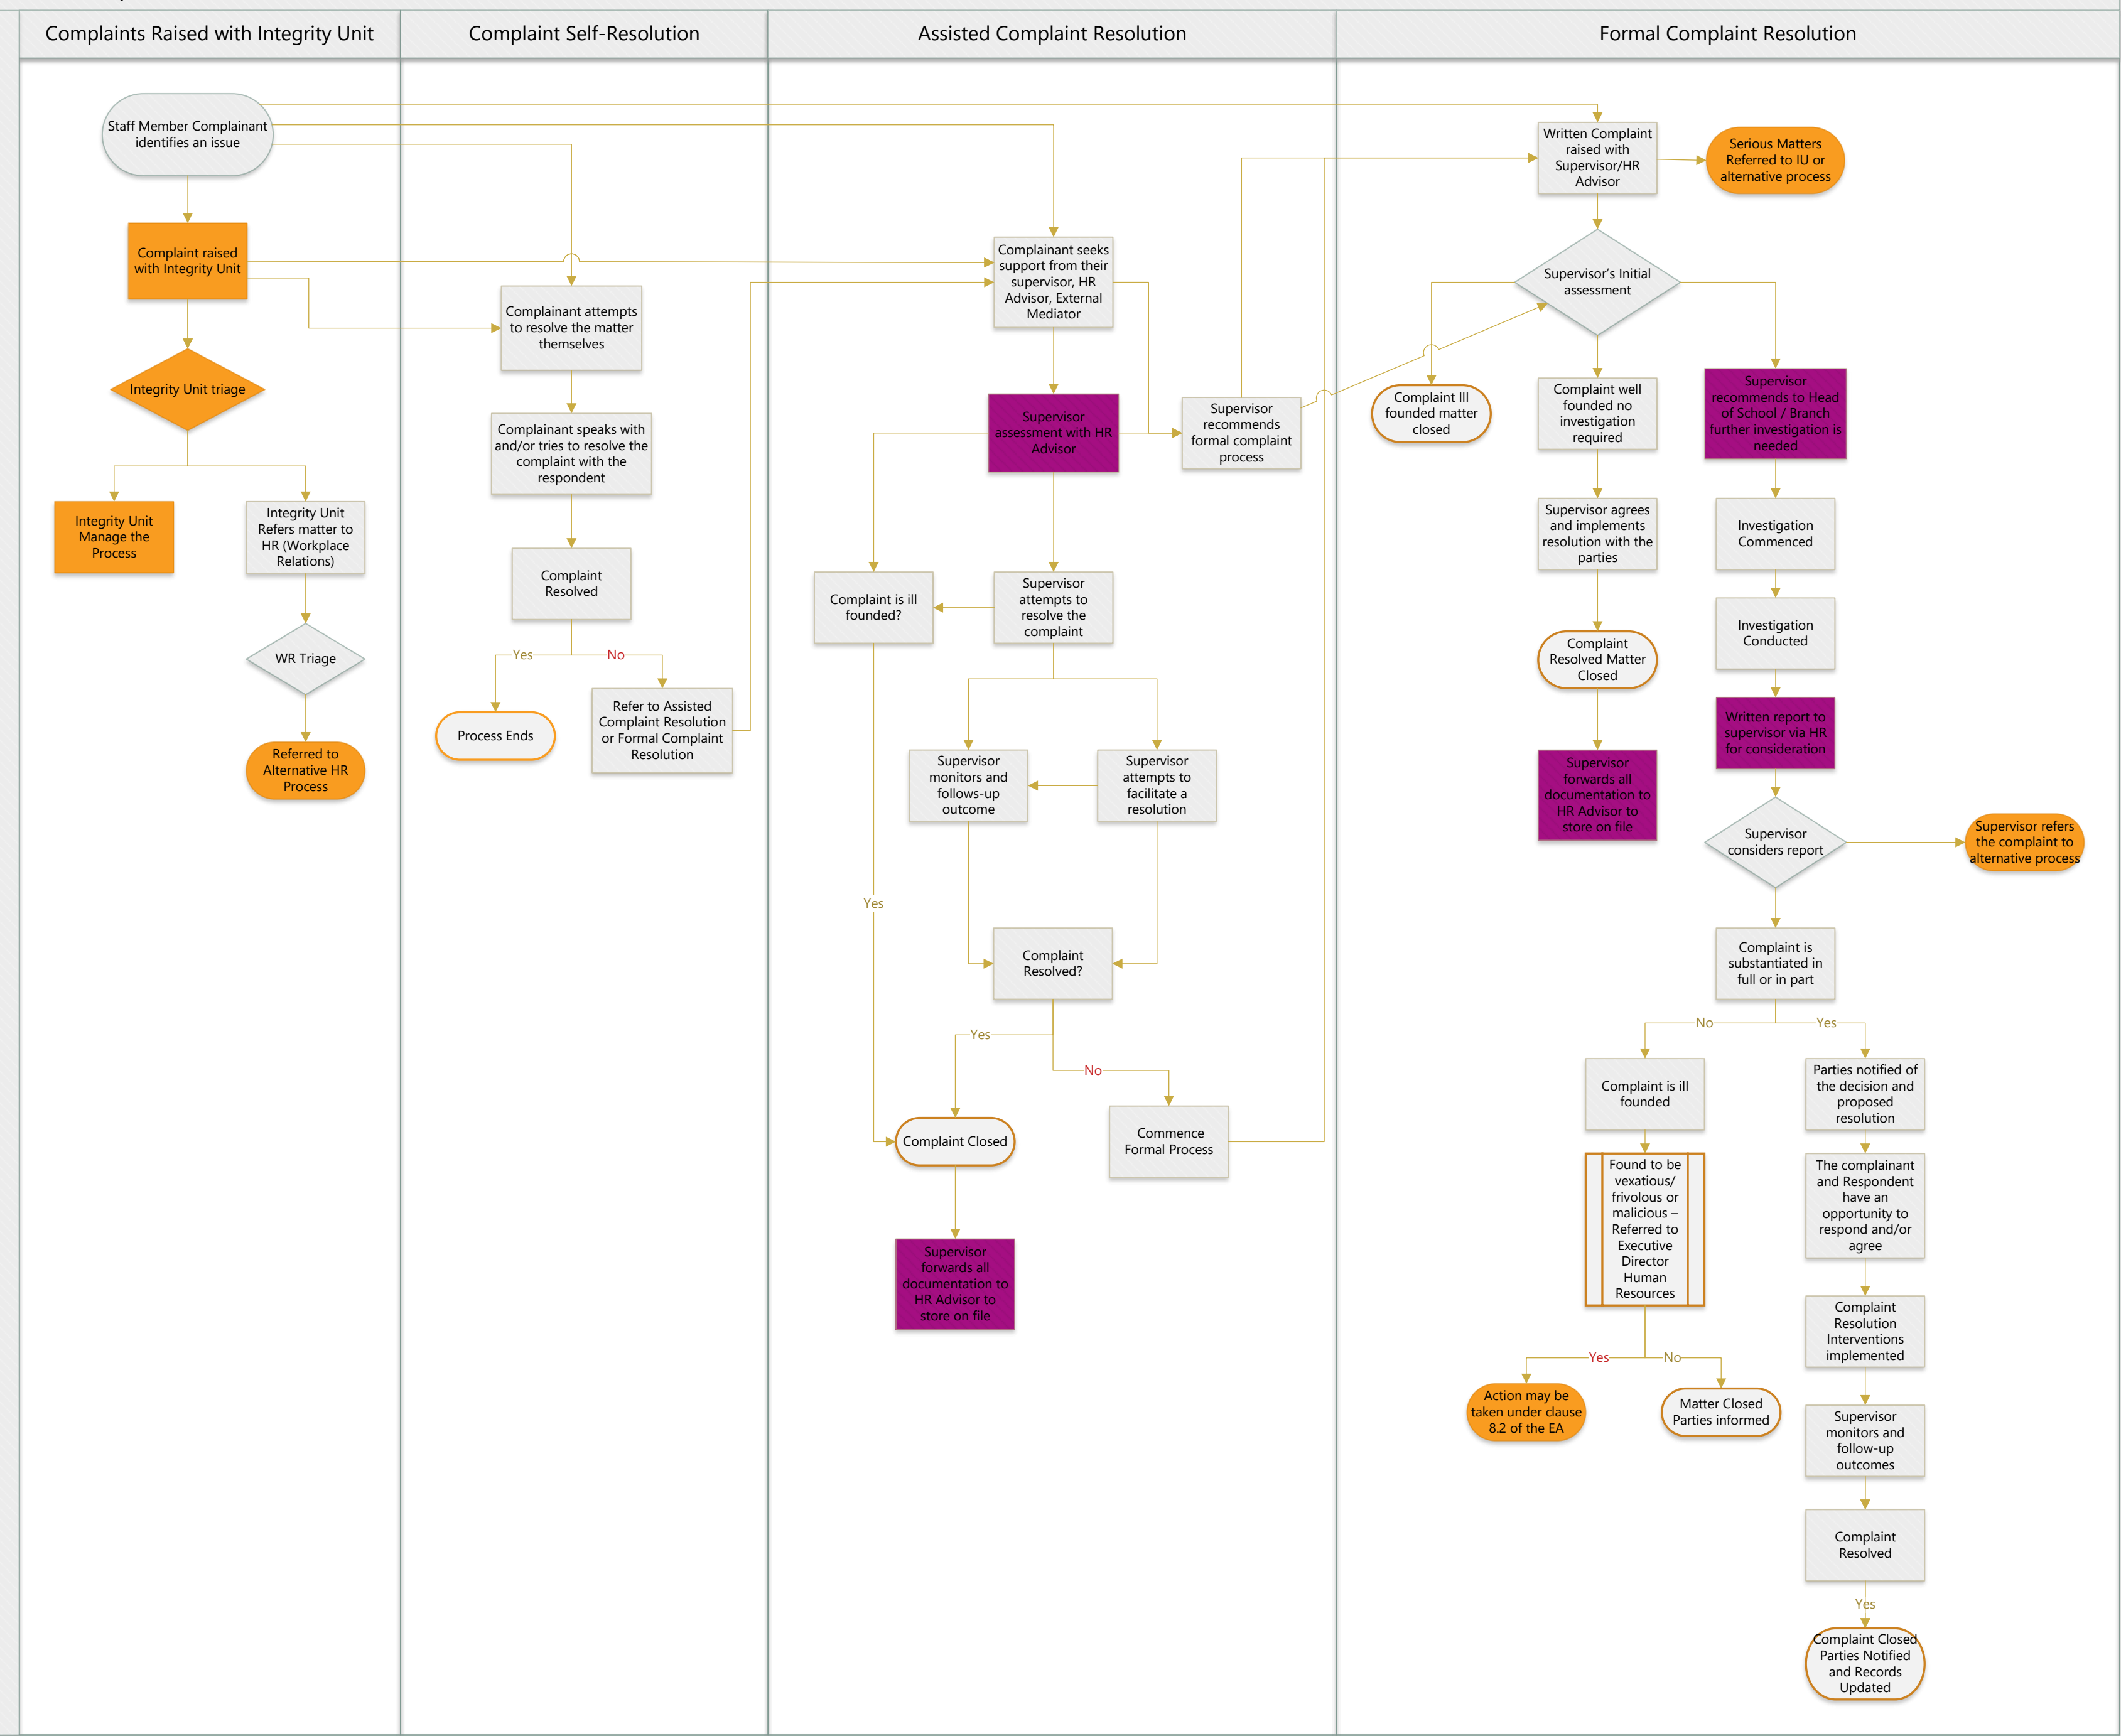 Complaints Raised with Integrity Unit
Complaint Self-Resolution
Assisted Complaint Resolution
Formal Complaint Resolution
Staff Member Complainant
identifies an issue
Complaint raised
with Integrity Unit
Integrity Unit triage
Integrity Unit
Manage the
Process
Integrity Unit
Refers matter to
HR (Workplace
Relations)
WR Triage
Referred to
Alternative HR
Process
Complainant attempts
to resolve the matter
themselves
Complainant speaks with
and/or tries to resolve the
complaint with the
respondent
Complaint
Resolved
Yes
No
Process Ends
Refer to Assisted
Complaint Resolution
or Formal Complaint
Resolution
Complainant seeks
support from their
supervisor, HR
Advisor, External
Mediator
Supervisor
assessment with HR
Advisor
Supervisor
recommends
formal complaint
process
Complaint is ill
founded?
Supervisor
attempts to
resolve the
complaint
Supervisor
monitors and
follows-up
outcome
Supervisor
attempts to
facilitate a
resolution
Yes
Complaint
Resolved?
Yes
No
Complaint Closed
Commence
Formal Process
Supervisor
forwards all
documentation to
HR Advisor to
store on file
Written Complaint
raised with
Supervisor/HR
Advisor
Serious Matters
Referred to IU or
alternative process
Supervisor's Initial
assessment
Complaint Ill
founded matter
closed
Complaint well
founded no
investigation
required
Supervisor
recommends to Head
of School / Branch
further investigation is
needed
Supervisor agrees
and implements
resolution with the
parties
Investigation
Commenced
Complaint
Resolved Matter
Closed
Investigation
Conducted
Supervisor
forwards all
documentation to
HR Advisor to
store on file
Written report to
supervisor via HR
for consideration
Supervisor
considers report
Supervisor refers
the complaint to
alternative process
Complaint is
substantiated in
full or in part
No
Yes
Complaint is ill
founded
Parties notified of
the decision and
proposed
resolution
Found to be
vexatious/
frivolous or
malicious –
Referred to
Executive
Director
Human
Resources
The complainant
and Respondent
have an
opportunity to
respond and/or
agree
Yes
No
Action may be
taken under clause
8.2 of the EA
Matter Closed
Parties informed
Complaint
Resolution
Interventions
implemented
Supervisor
monitors and
follow-up
outcomes
Complaint
Resolved
Yes
Complaint Closed
Parties Notified
and Records
Updated